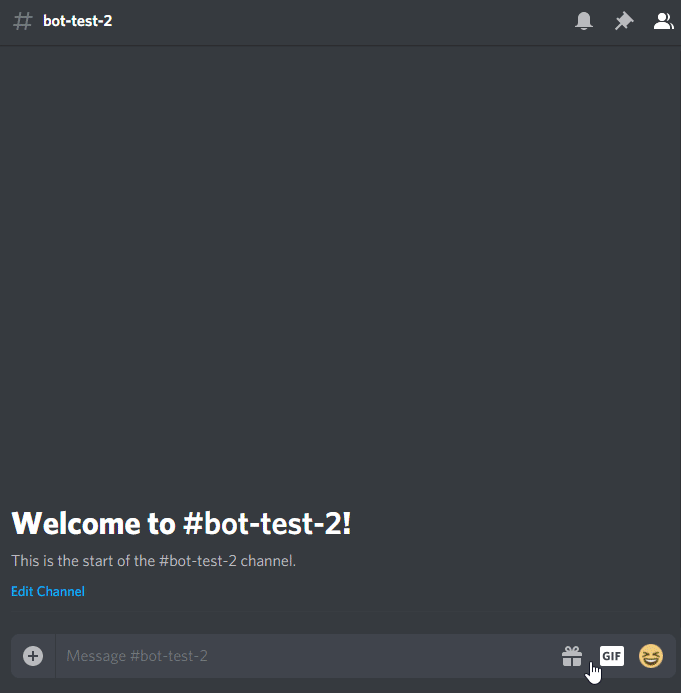 bot-test-2
Welcome to #bot-test-2!
This is the start of the #bot-test-2 channel.
Edit Channel
Message #bot-test-2
GIF